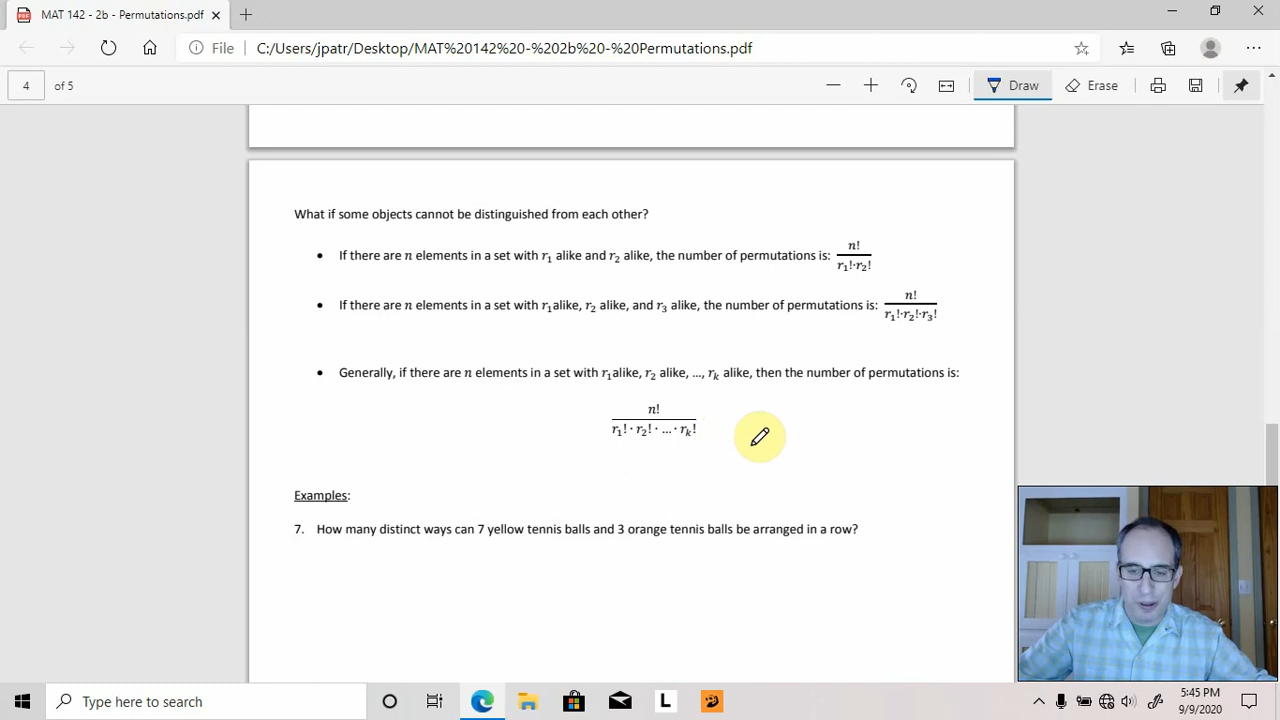 MAT 142 - 2b - Permutations.pdf
File C:/Users/jpatr/Desktop/MAT%20142%20-%202b%20-%20Permutations.pdf
4 of 5 Draw Erase
What if some objects cannot be distinguished from each other?
• If there are n elements in a set with r₁ alike and r₂ alike, the number of permutations is: n!/(r₁!·r₂!)
• If there are n elements in a set with r₁alike, r₂ alike, and r₃ alike, the number of permutations is: n!/(r₁!·r₂!·r₃!)
• Generally, if there are n elements in a set with r₁alike, r₂ alike, …, rₖ alike, then the number of permutations is:
n!/(r₁! · r₂! · … · rₖ!)
Examples:
7. How many distinct ways can 7 yellow tennis balls and 3 orange tennis balls be arranged in a row?
Type here to search
L
5:45 PM
9/9/2020